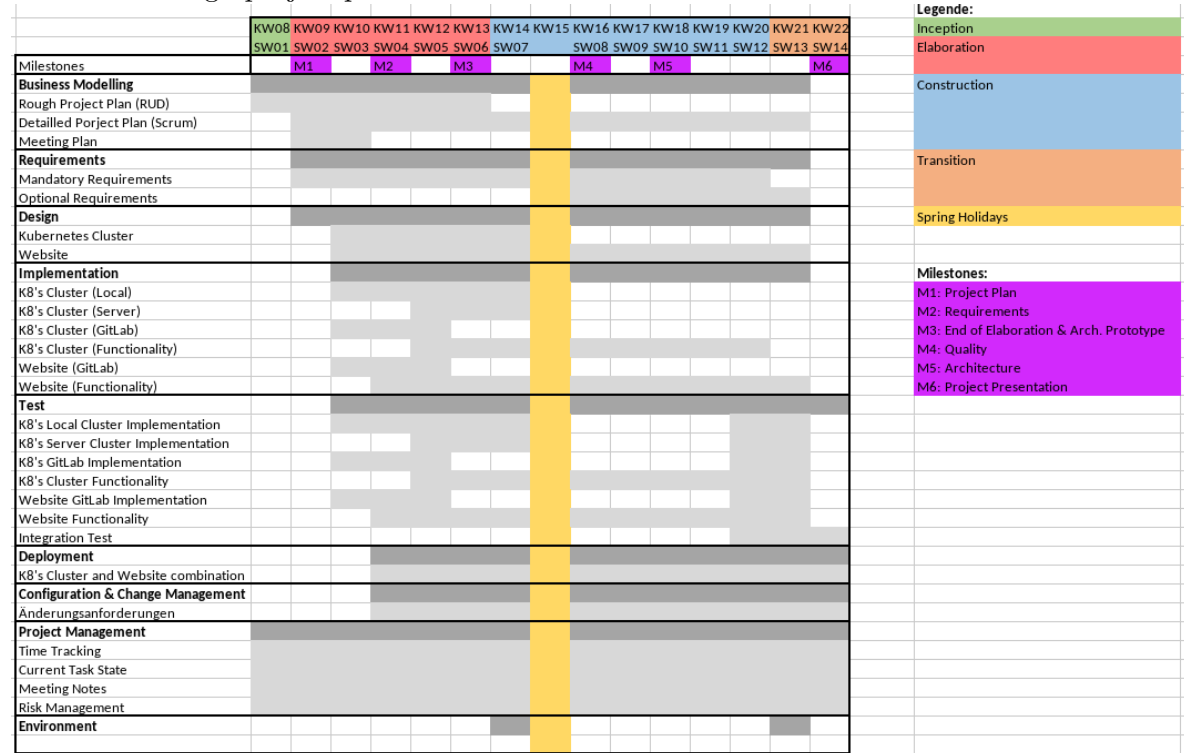 Legende:
KW08 KW09 KW10 KW11 KW12 KW13 KW14 KW15 KW16 KW17 KW18 KW19 KW20 KW21 KW22
Inception
SW01 SW02 SW03 SW04 SW05 SW06 SW07 SW08 SW09 SW10 SW11 SW12 SW13 SW14
Elaboration
Milestones M1 M2 M3 M4 M5 M6
Business Modelling
Construction
Rough Project Plan (RUD)
Detailled Porject Plan (Scrum)
Meeting Plan
Requirements
Transition
Mandatory Requirements
Optional Requirements
Design
Spring Holidays
Kubernetes Cluster
Website
Implementation
Milestones:
K8's Cluster (Local)
M1: Project Plan
K8's Cluster (Server)
M2: Requirements
K8's Cluster (GitLab)
M3: End of Elaboration & Arch. Prototype
K8's Cluster (Functionality)
M4: Quality
Website (GitLab)
M5: Architecture
Website (Functionality)
M6: Project Presentation
Test
K8's Local Cluster Implementation
K8's Server Cluster Implementation
K8's GitLab Implementation
K8's Cluster Functionality
Website GitLab Implementation
Website Functionality
Integration Test
Deployment
K8's Cluster and Website combination
Configuration & Change Management
Änderungsanforderungen
Project Management
Time Tracking
Current Task State
Meeting Notes
Risk Management
Environment